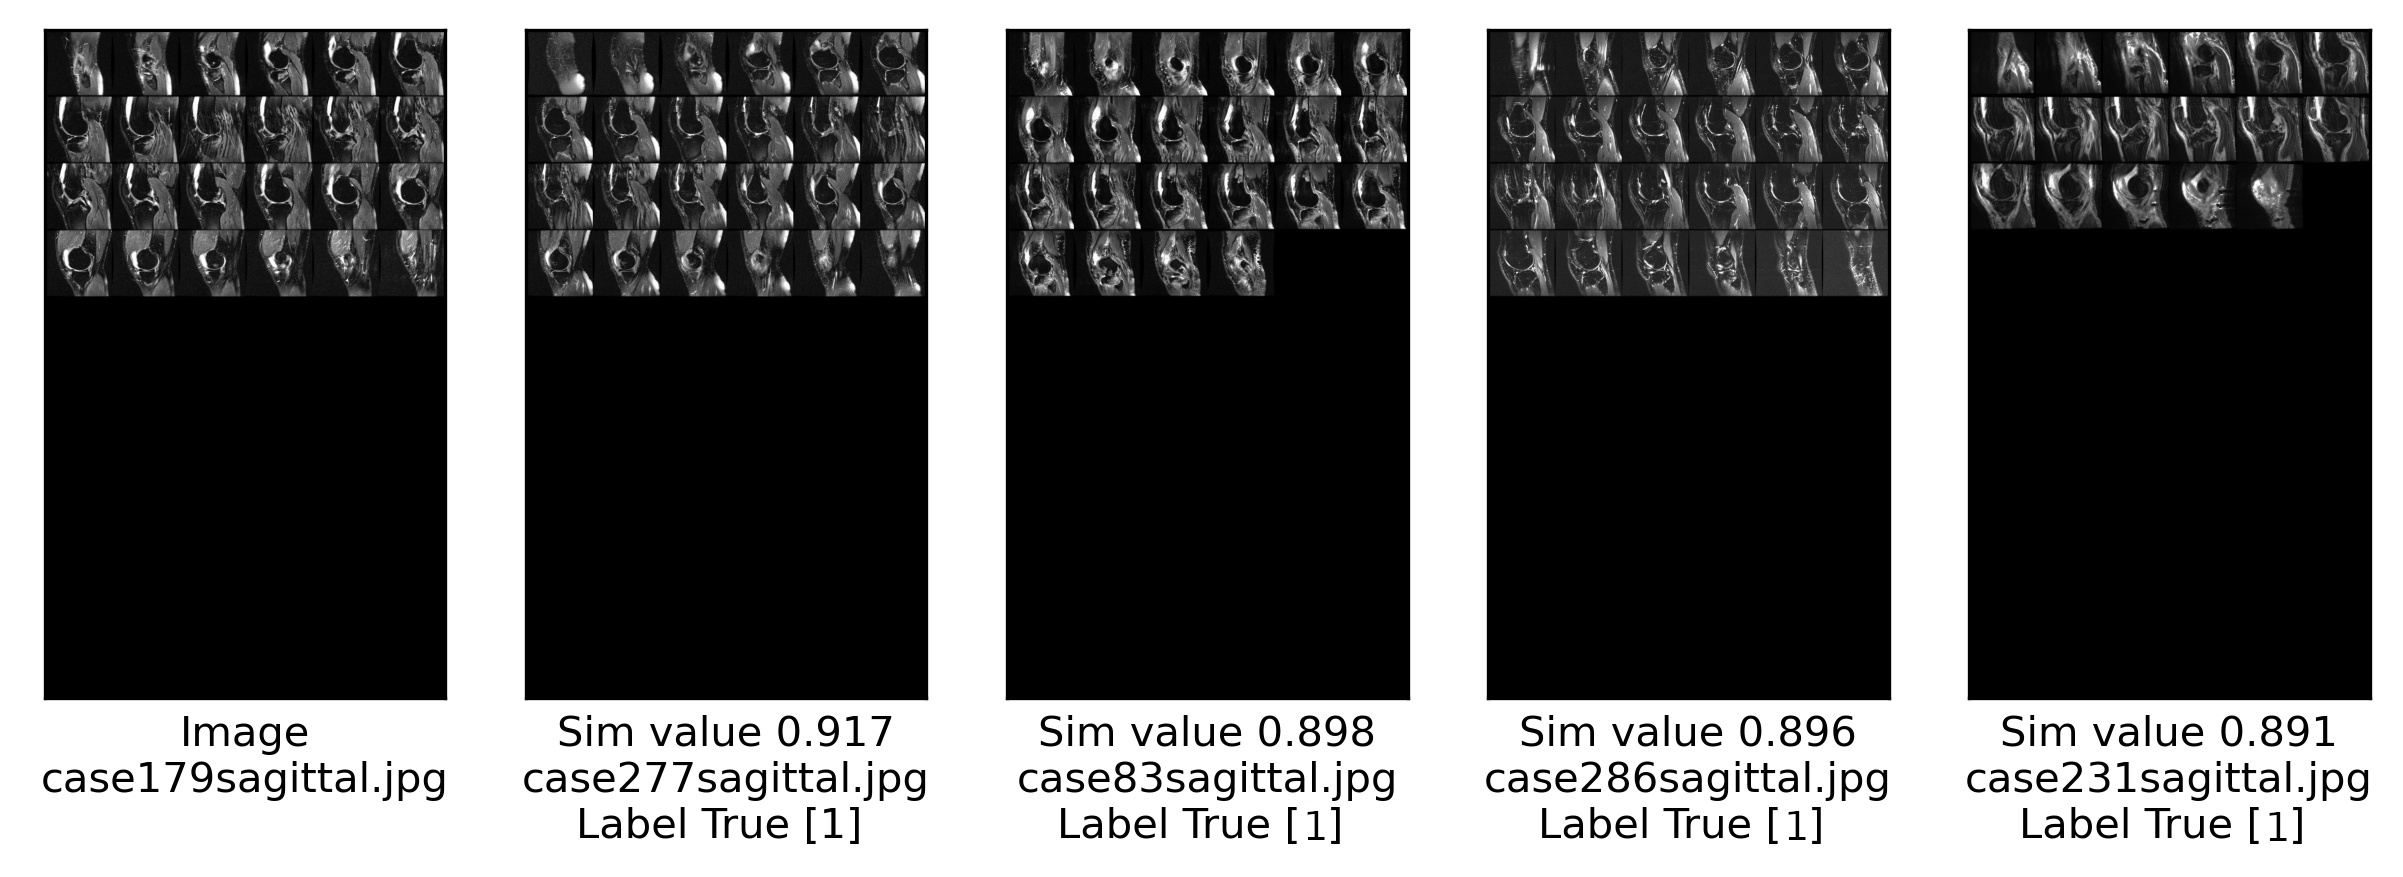 Image
case179sagittal.jpg
Sim value 0.917
case277sagittal.jpg
Label True [1]
Sim value 0.898
case83sagittal.jpg
Label True [1]
Sim value 0.896
case286sagittal.jpg
Label True [1]
Sim value 0.891
case231sagittal.jpg
Label True [1]